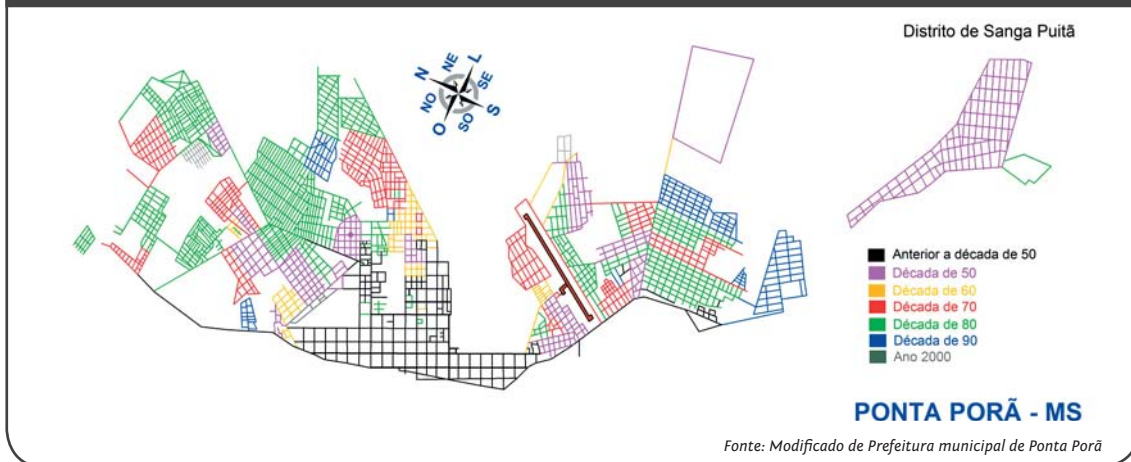 Distrito de Sanga Puitã
N
NE
L
SE
S
SO
O
NO
Anterior a década de 50
Década de 50
Década de 60
Década de 70
Década de 80
Década de 90
Ano 2000
PONTA PORÃ - MS
Fonte: Modificado de Prefeitura municipal de Ponta Porã